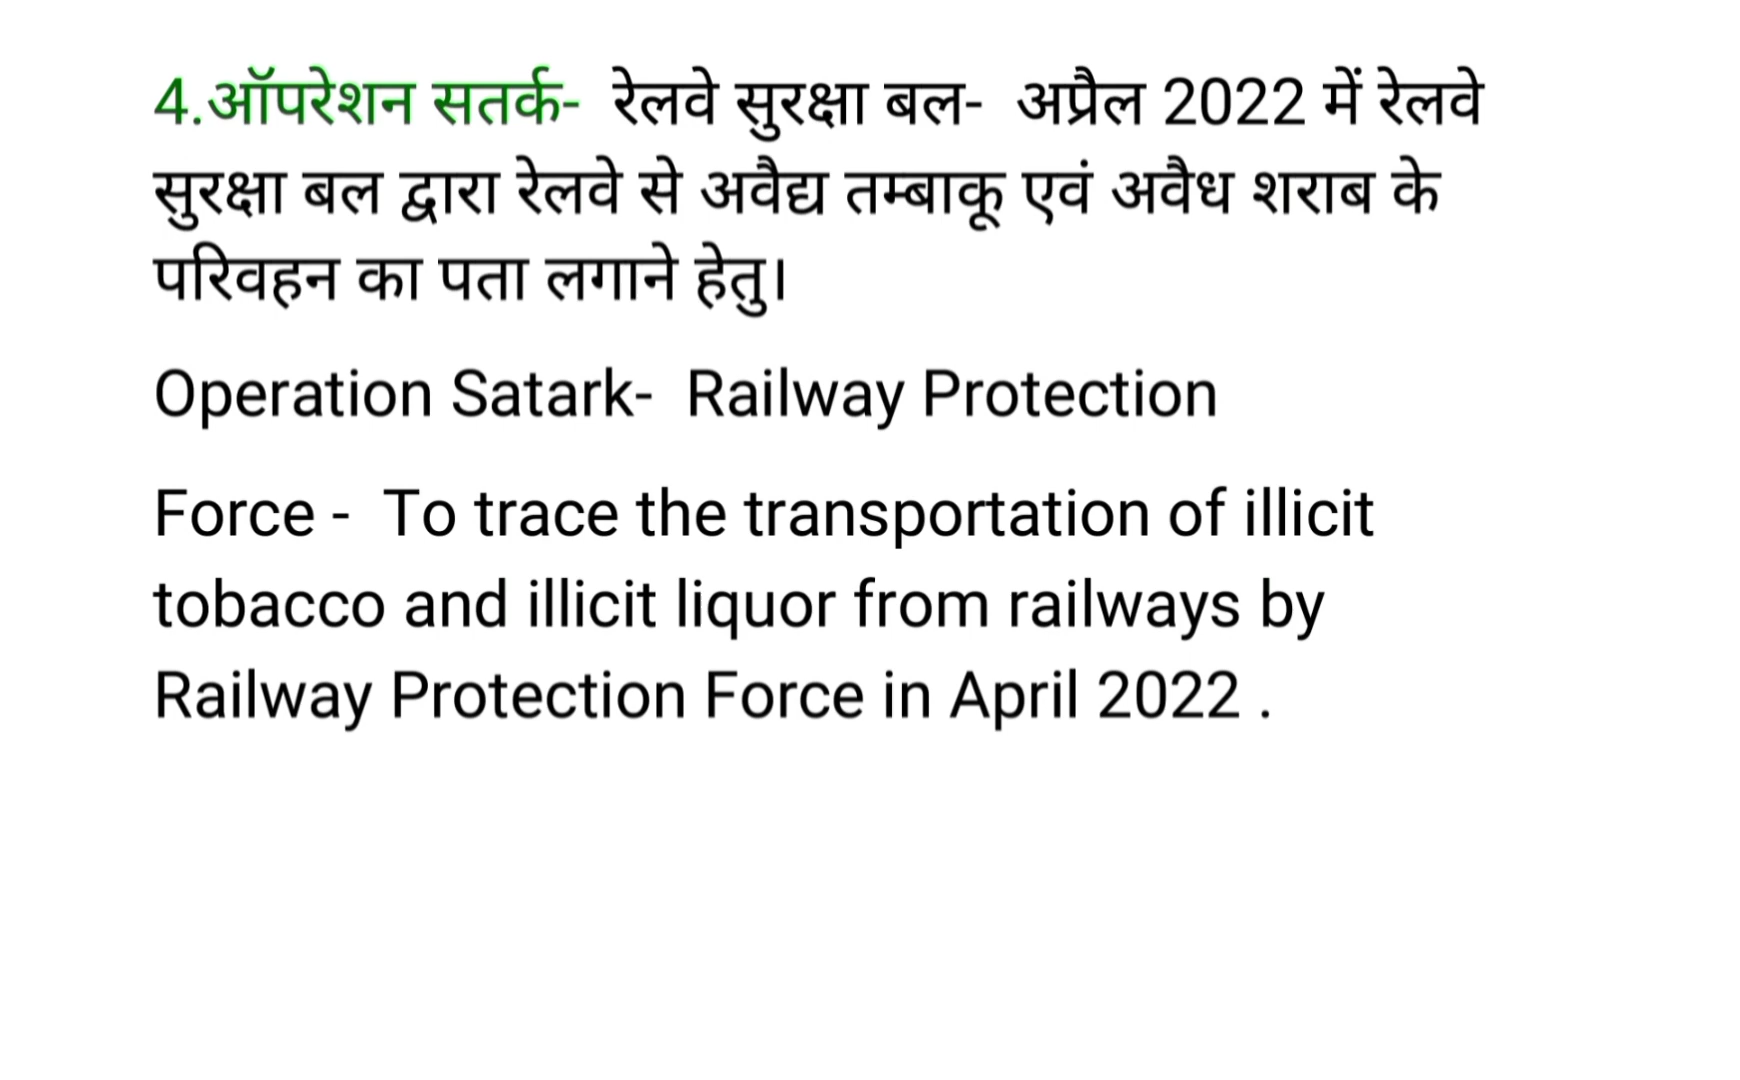 4.ऑपरेशन सतर्क-  रेलवे सुरक्षा बल-  अप्रैल 2022 में रेलवे
सुरक्षा बल द्वारा रेलवे से अवैद्य तम्बाकू एवं अवैध शराब के
परिवहन का पता लगाने हेतु।
Operation Satark-  Railway Protection
Force -  To trace the transportation of illicit
tobacco and illicit liquor from railways by
Railway Protection Force in April 2022 .